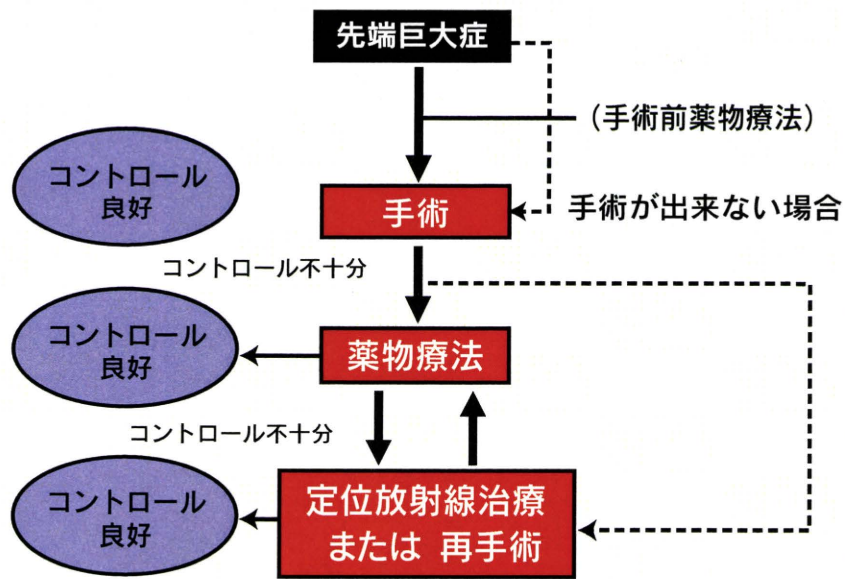 先端巨大症
（手術前薬物療法）
コントロール
良好
手術
手術が出来ない場合
コントロール不十分
コントロール
良好
薬物療法
コントロール不十分
コントロール
良好
定位放射線治療
または 再手術